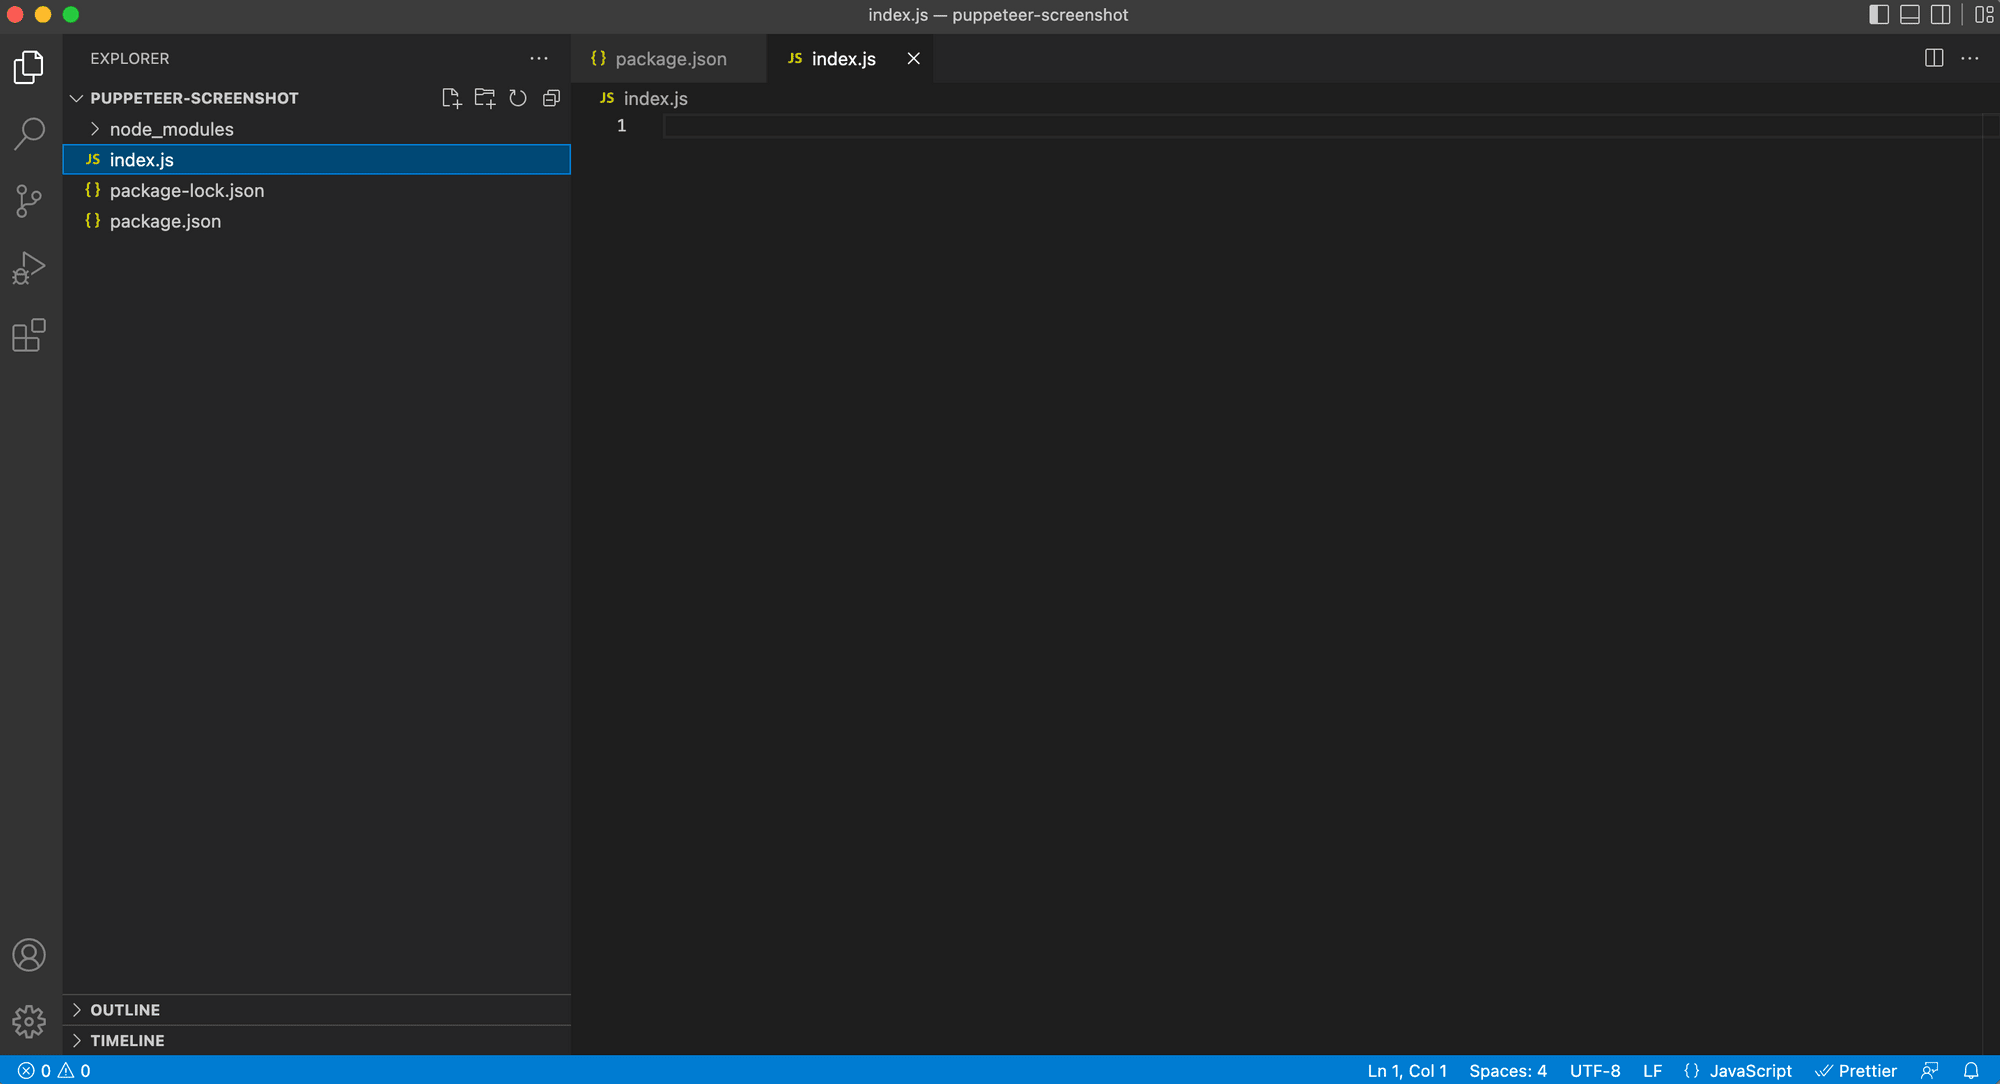 index.js — puppeteer-screenshot
EXPLORER
PUPPETEER-SCREENSHOT
node_modules
JS index.js
{} package-lock.json
{} package.json
OUTLINE
TIMELINE
{} package.json
JS index.js
JS index.js
1
0 0
Ln 1, Col 1 Spaces: 4 UTF-8 LF {} JavaScript Prettier